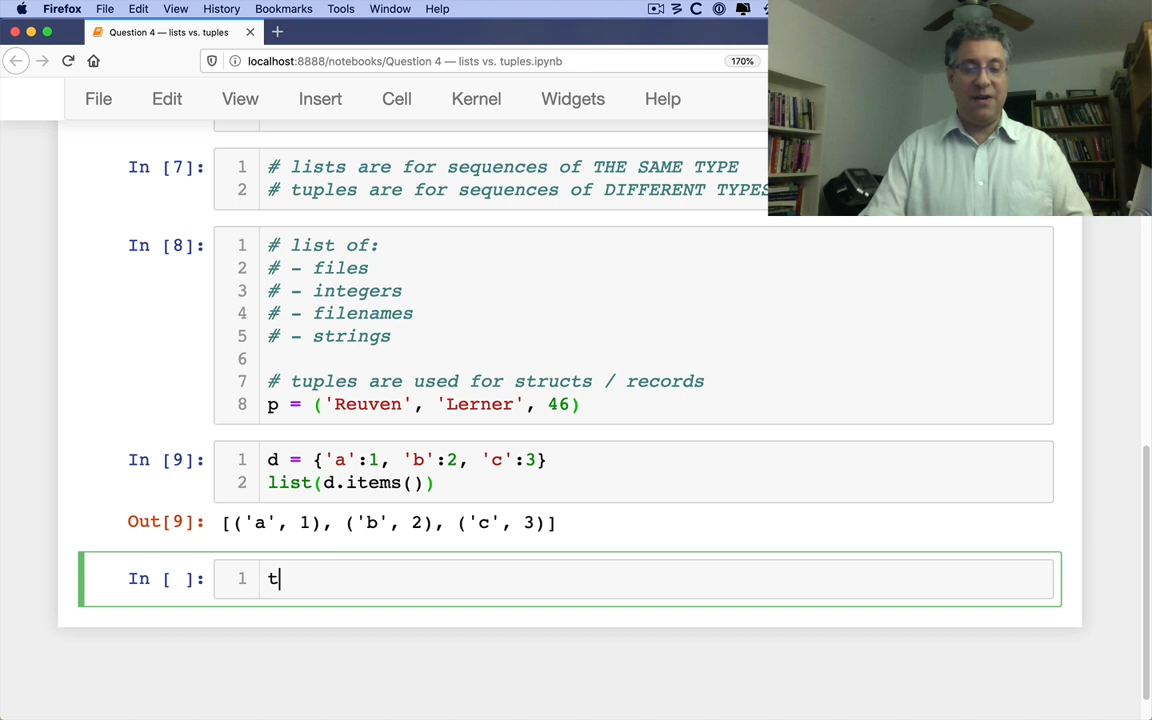 Firefox File Edit View History Bookmarks Tools Window Help
Question 4 — lists vs. tuples
localhost:8888/notebooks/Question 4 — lists vs. tuples.ipynb 170%
File Edit View Insert Cell Kernel Widgets Help
In [7]: 1 # lists are for sequences of THE SAME TYPE
2 # tuples are for sequences of DIFFERENT TYPES
In [8]: 1 # list of:
2 # - files
3 # - integers
4 # - filenames
5 # - strings
6
7 # tuples are used for structs / records
8 p = ('Reuven', 'Lerner', 46)
In [9]: 1 d = {'a':1, 'b':2, 'c':3}
2 list(d.items())
Out[9]: [('a', 1), ('b', 2), ('c', 3)]
In [ ]: 1 t